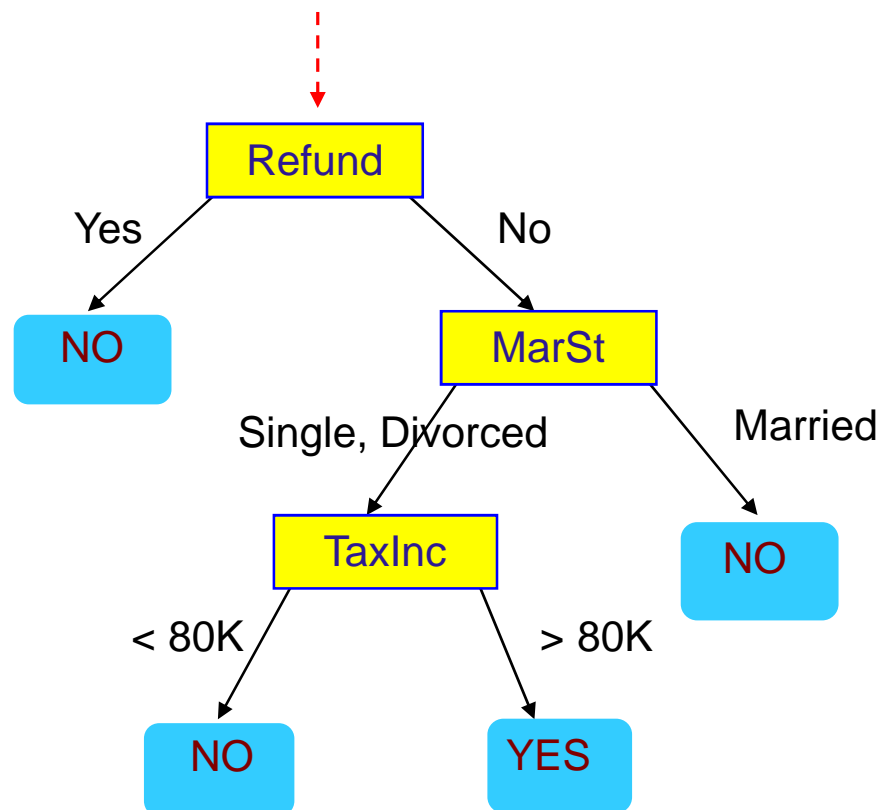 Refund
Yes
No
NO
MarSt
Single, Divorced
Married
TaxInc
NO
< 80K
> 80K
NO
YES